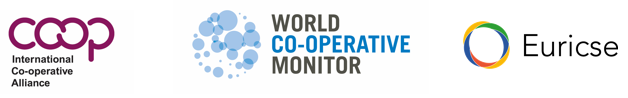 coop
International
Co-operative
Alliance
WORLD
CO-OPERATIVE
MONITOR
Euricse